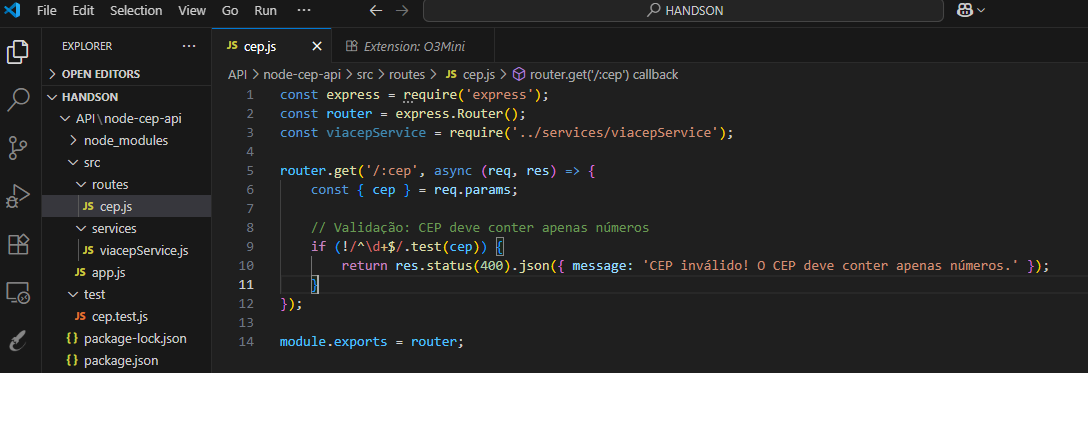 File Edit Selection View Go Run ··· HANDSON
EXPLORER ···
OPEN EDITORS
HANDSON
API\node-cep-api
node_modules
src
routes
JS cep.js
services
JS viacepService.js
JS app.js
test
JS cep.test.js
{} package-lock.json
{} package.json
JS cep.js Extension: O3Mini
API > node-cep-api > src > routes > JS cep.js > router.get('/:cep') callback
1 const express = require('express');
2 const router = express.Router();
3 const viacepService = require('../services/viacepService');
4
5 router.get('/:cep', async (req, res) => {
6 const { cep } = req.params;
7
8 // Validação: CEP deve conter apenas números
9 if (!/^\d+$/.test(cep)) {
10 return res.status(400).json({ message: 'CEP inválido! O CEP deve conter apenas números.' });
11 }
12 });
13
14 module.exports = router;